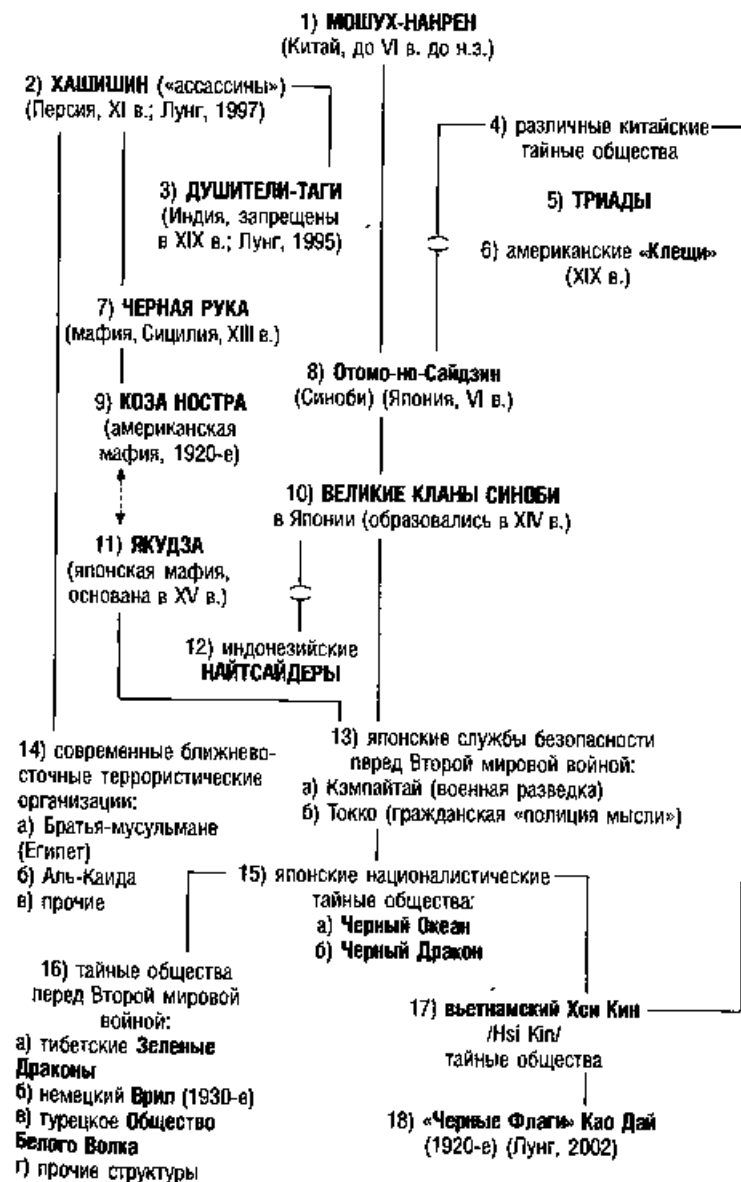 1) МОШУХ-НАНРЕН
(Китай, до VI в. до н.э.)
2) ХАШИШИН («ассассины»)
(Персия, XI в.; Лунг, 1997)
3) ДУШИТЕЛИ-ТАГИ
(Индия, запрещены
в XIX в.; Лунг, 1995)
4) различные китайские
тайные общества
5) ТРИАДЫ
6) американские «Клещи»
(XIX в.)
7) ЧЕРНАЯ РУКА
(мафия, Сицилия, XIII в.)
8) Отомо-но-Сайдзин
(Синоби) (Япония, VI в.)
9) КОЗА НОСТРА
(американская
мафия, 1920-е)
10) ВЕЛИКИЕ КЛАНЫ СИНОБИ
в Японии (образовались в XIV в.)
11) ЯКУДЗА
(японская мафия,
основана в XV в.)
12) индонезийские
НАЙТСАЙДЕРЫ
13) японские службы безопасности
перед Второй мировой войной:
а) Кэмпайтай (военная разведка)
б) Токко (гражданская «полиция мысли»)
14) современные ближнево-
сточные террористические
организации:
а) Братья-мусульмане
(Египет)
б) Аль-Каида
в) прочие
15) японские националистические
тайные общества:
а) Черный Океан
б) Черный Дракон
16) тайные общества
перед Второй мировой
войной:
а) тибетские Зеленые
Драконы
б) немецкий Врил (1930-е)
в) турецкое Общество
Белого Волка
г) прочие структуры
17) вьетнамский Хси Кин
/Hsi Kin/
тайные общества
18) «Черные Флаги» Као Дай
(1920-е) (Лунг, 2002)